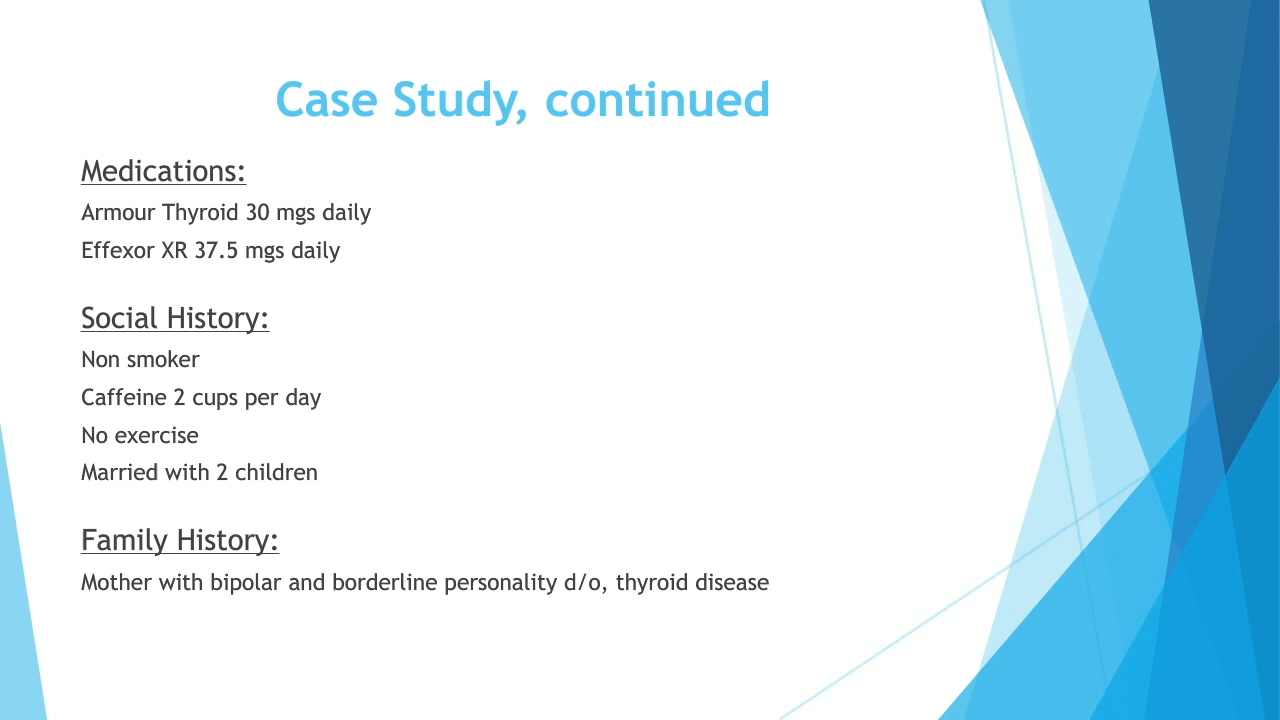 Case Study, continued
Medications:
Armour Thyroid 30 mgs daily
Effexor XR 37.5 mgs daily
Social History:
Non smoker
Caffeine 2 cups per day
No exercise
Married with 2 children
Family History:
Mother with bipolar and borderline personality d/o, thyroid disease